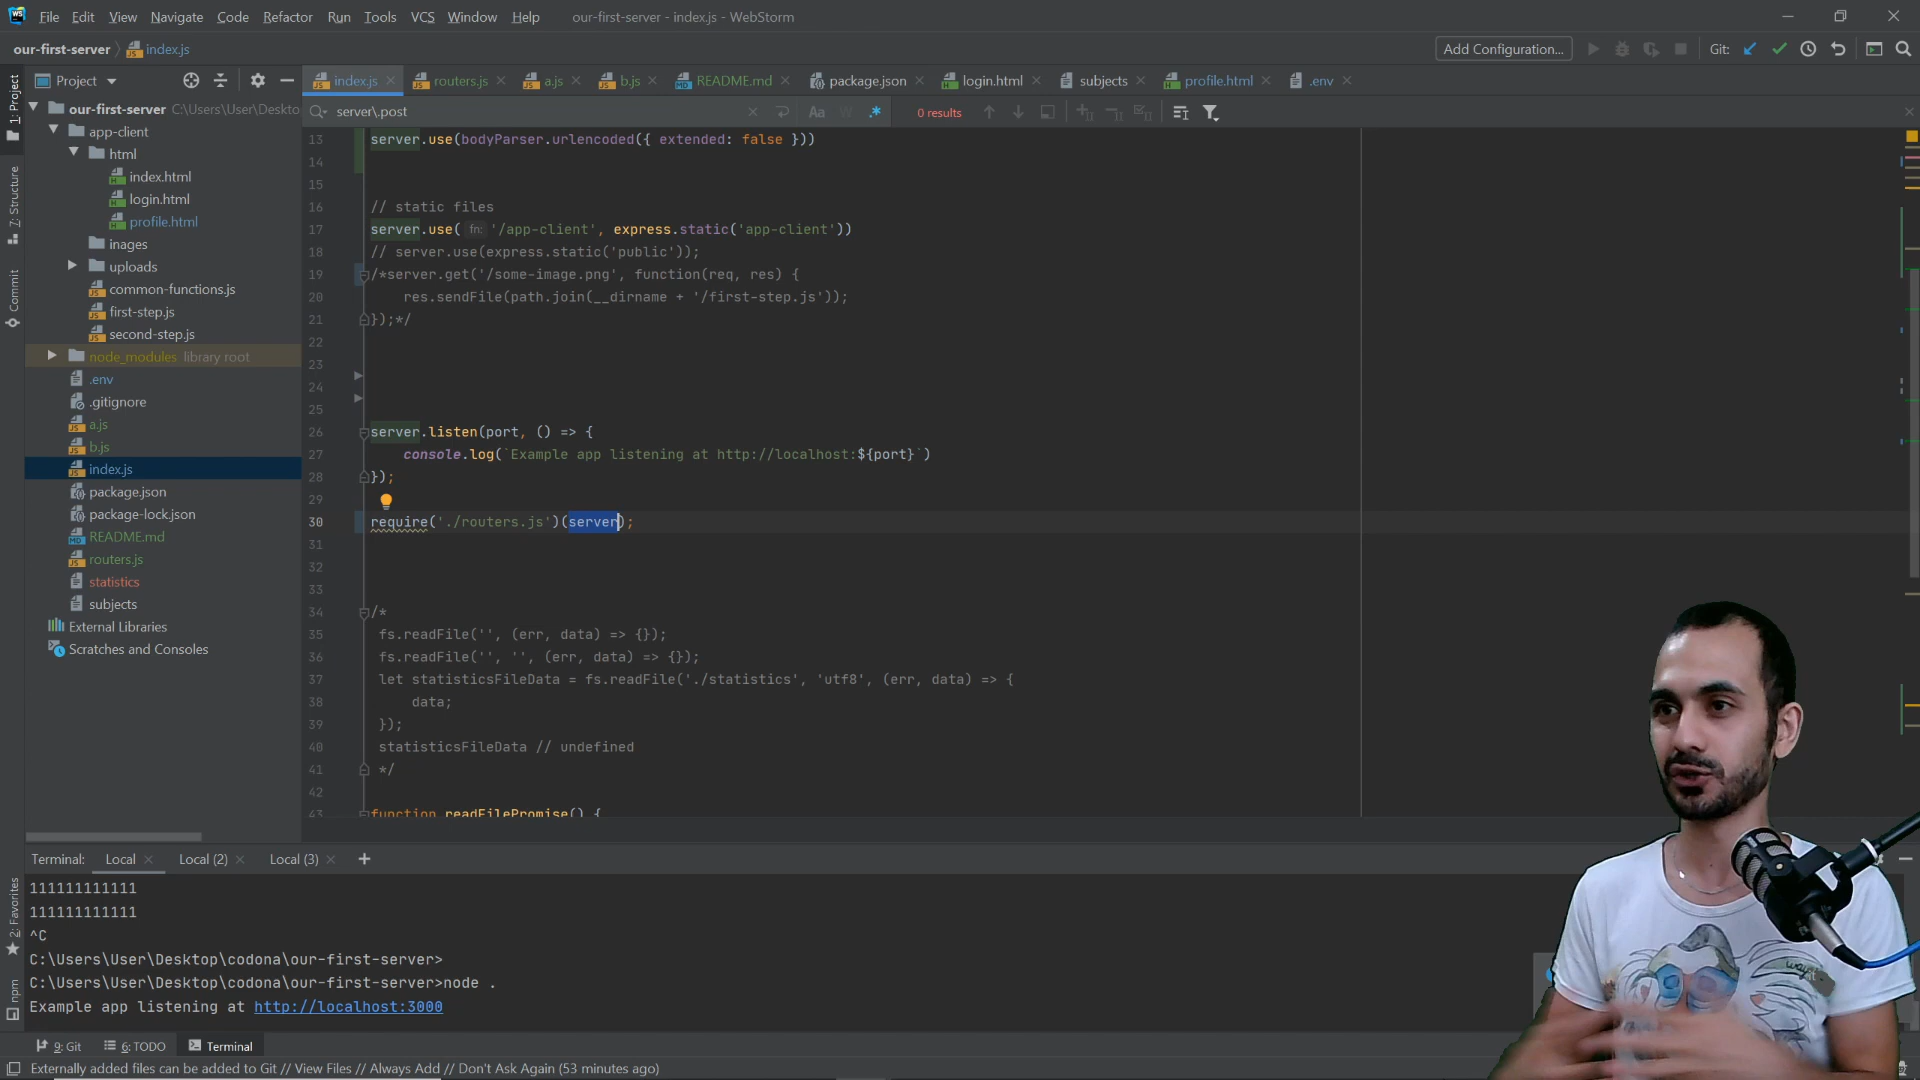 File Edit View Navigate Code Refactor Run Tools VCS Window Help our-first-server - index.js - WebStorm
our-first-server index.js Add Configuration... Git:
Project index.js routers.js a.js b.js README.md package.json login.html subjects profile.html .env
server\.post 0 results
1: Project
7: Structure
Commit
2: Favorites
npm
our-first-server C:\Users\User\Deskto
app-client
html
index.html
login.html
profile.html
inages
uploads
common-functions.js
first-step.js
second-step.js
node_modules library root
.env
.gitignore
a.js
b.js
index.js
package.json
package-lock.json
README.md
routers.js
statistics
subjects
External Libraries
Scratches and Consoles
13 server.use(bodyParser.urlencoded({ extended: false }))
14
15
16 // static files
17 server.use( fn: '/app-client', express.static('app-client'))
18 // server.use(express.static('public'));
19 /*server.get('/some-image.png', function(req, res) {
20 res.sendFile(path.join(__dirname + '/first-step.js'));
21 });*/
22
23
24
25
26 server.listen(port, () => {
27 console.log(`Example app listening at http://localhost:${port}`)
28 });
29
30 require('./routers.js')(server);
31
32
33
34 /*
35 fs.readFile('', (err, data) => {});
36 fs.readFile('', '', (err, data) => {});
37 let statisticsFileData = fs.readFile('./statistics', 'utf8', (err, data) => {
38 data;
39 });
40 statisticsFileData // undefined
41 */
42
43 function readFilePromise() {
Terminal: Local Local (2) Local (3)
1111111111111
1111111111111
^C
C:\Users\User\Desktop\codona\our-first-server>
C:\Users\User\Desktop\codona\our-first-server>node .
Example app listening at http://localhost:3000
9: Git 6: TODO Terminal
Externally added files can be added to Git // View Files // Always Add // Don't Ask Again (53 minutes ago)